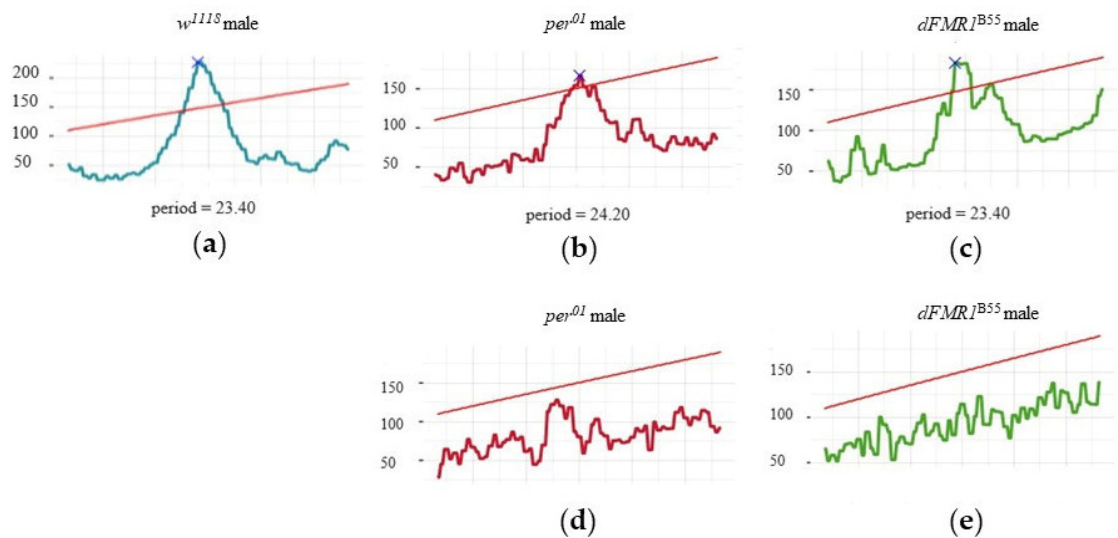 w¹¹¹⁸ male
per⁰¹ male
dFMR1ᴮ⁵⁵ male
200
150
100
50
150
100
50
150
100
50
period = 23.40
period = 24.20
period = 23.40
(a)
(b)
(c)
per⁰¹ male
dFMR1ᴮ⁵⁵ male
150
100
50
150
100
50
(d)
(e)